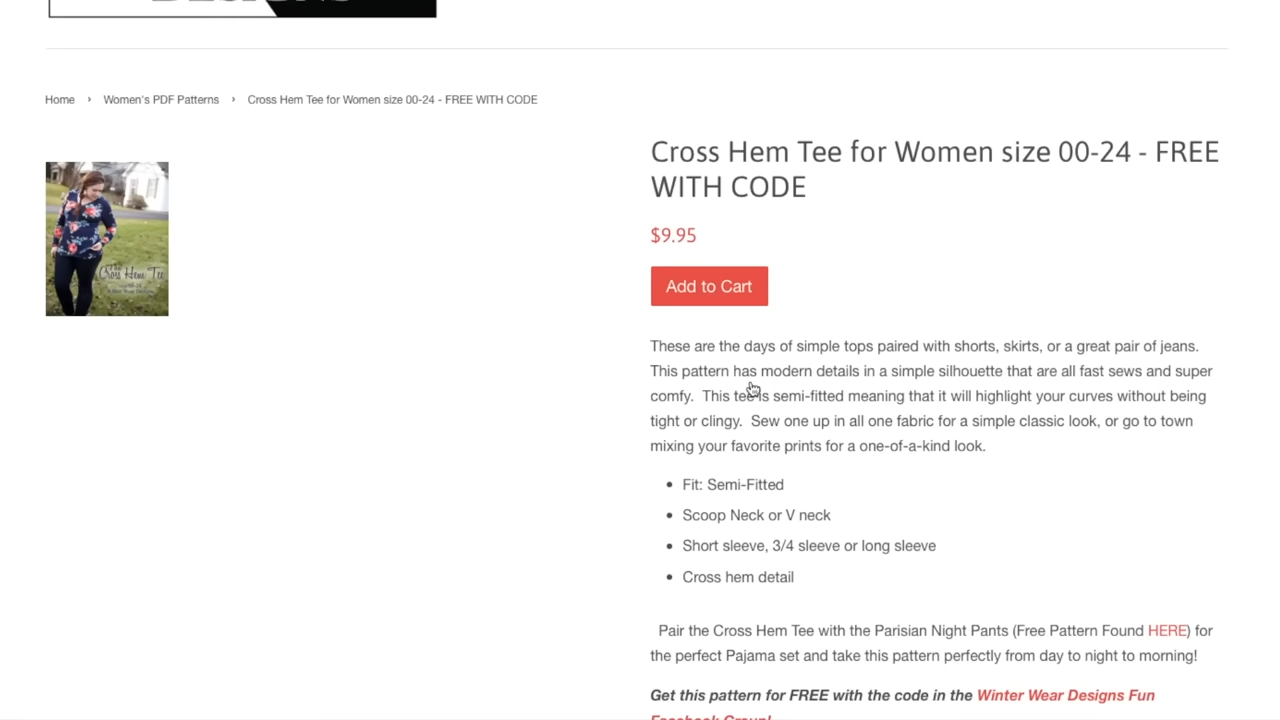 DESIGNS
Home › Women's PDF Patterns › Cross Hem Tee for Women size 00-24 - FREE WITH CODE
Cross Hem Tee for Women size 00-24 - FREE
WITH CODE
$9.95
Add to Cart
The
Cross Hem Tee
These are the days of simple tops paired with shorts, skirts, or a great pair of jeans.
This pattern has modern details in a simple silhouette that are all fast sews and super
comfy. This tee is semi-fitted meaning that it will highlight your curves without being
tight or clingy. Sew one up in all one fabric for a simple classic look, or go to town
mixing your favorite prints for a one-of-a-kind look.
• Fit: Semi-Fitted
• Scoop Neck or V neck
• Short sleeve, 3/4 sleeve or long sleeve
• Cross hem detail
Pair the Cross Hem Tee with the Parisian Night Pants (Free Pattern Found HERE) for
the perfect Pajama set and take this pattern perfectly from day to night to morning!
Get this pattern for FREE with the code in the Winter Wear Designs Fun
Facebook Group!